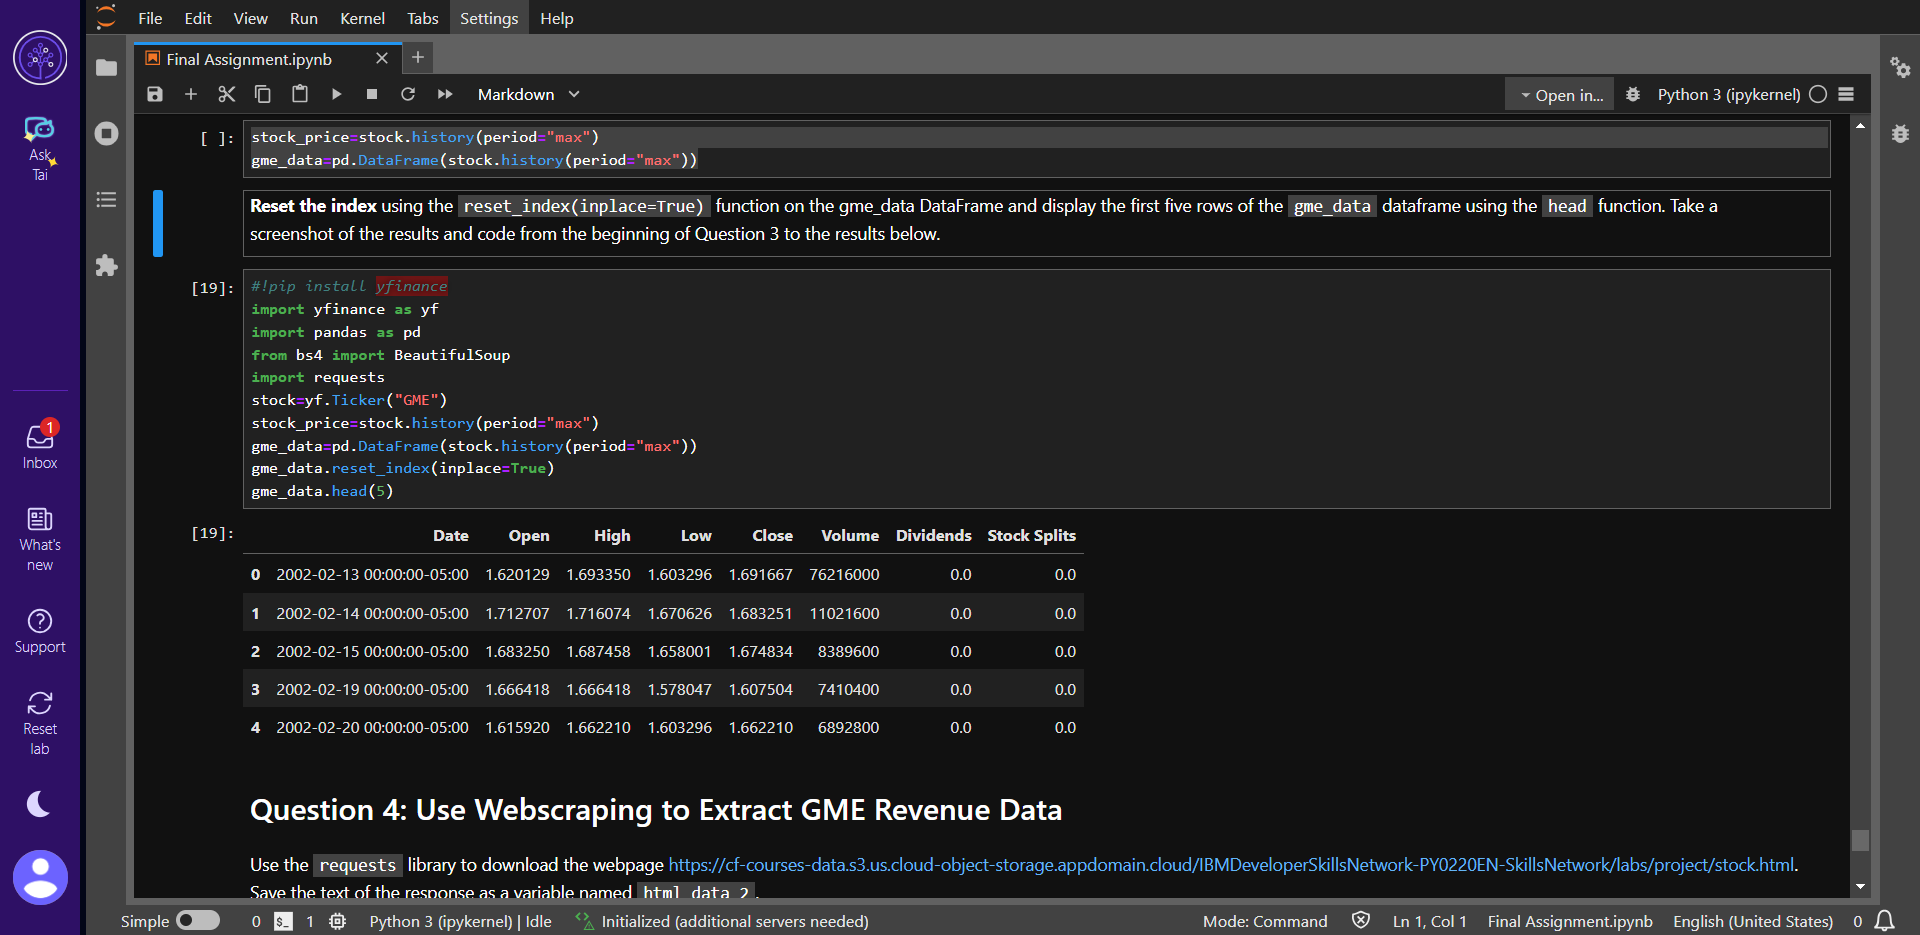 File Edit View Run Kernel Tabs Settings Help
Final Assignment.ipynb
Markdown
Open in...
Python 3 (ipykernel)
Ask
Tai
1
Inbox
What's
new
Support
Reset
lab
[ ]:
stock_price=stock.history(period="max")
gme_data=pd.DataFrame(stock.history(period="max"))
Reset the index using the reset_index(inplace=True) function on the gme_data DataFrame and display the first five rows of the gme_data dataframe using the head function. Take a
screenshot of the results and code from the beginning of Question 3 to the results below.
[19]:
#!pip install yfinance
import yfinance as yf
import pandas as pd
from bs4 import BeautifulSoup
import requests
stock=yf.Ticker("GME")
stock_price=stock.history(period="max")
gme_data=pd.DataFrame(stock.history(period="max"))
gme_data.reset_index(inplace=True)
gme_data.head(5)
[19]:
Date Open High Low Close Volume Dividends Stock Splits
0 2002-02-13 00:00:00-05:00 1.620129 1.693350 1.603296 1.691667 76216000 0.0 0.0
1 2002-02-14 00:00:00-05:00 1.712707 1.716074 1.670626 1.683251 11021600 0.0 0.0
2 2002-02-15 00:00:00-05:00 1.683250 1.687458 1.658001 1.674834 8389600 0.0 0.0
3 2002-02-19 00:00:00-05:00 1.666418 1.666418 1.578047 1.607504 7410400 0.0 0.0
4 2002-02-20 00:00:00-05:00 1.615920 1.662210 1.603296 1.662210 6892800 0.0 0.0
Question 4: Use Webscraping to Extract GME Revenue Data
Use the requests library to download the webpage https://cf-courses-data.s3.us.cloud-object-storage.appdomain.cloud/IBMDeveloperSkillsNetwork-PY0220EN-SkillsNetwork/labs/project/stock.html.
Save the text of the response as a variable named html_data_2.
Simple 0 $_ 1 Python 3 (ipykernel) | Idle Initialized (additional servers needed) Mode: Command Ln 1, Col 1 Final Assignment.ipynb English (United States) 0